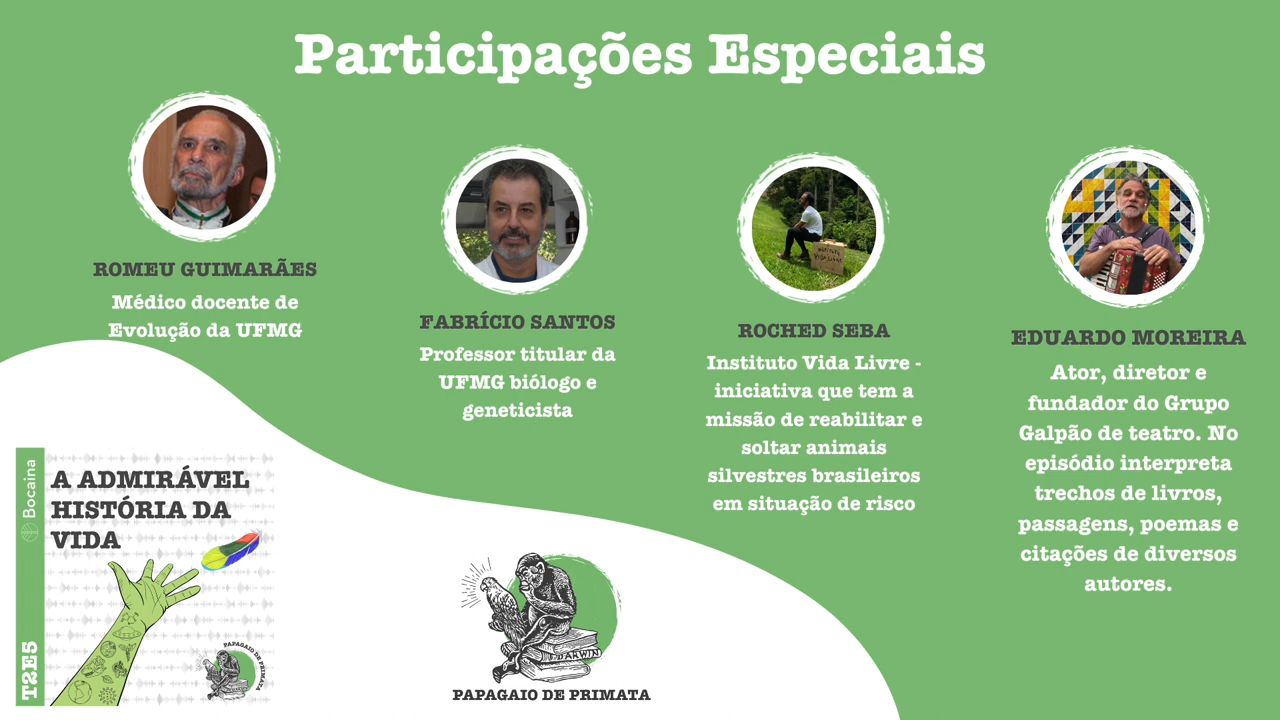 Participações Especiais
ROMEU GUIMARÃES
Médico docente de
Evolução da UFMG
FABRÍCIO SANTOS
Professor titular da
UFMG biólogo e
geneticista
ROCHED SEBA
Instituto Vida Livre -
iniciativa que tem a
missão de reabilitar e
soltar animais
silvestres brasileiros
em situação de risco
EDUARDO MOREIRA
Ator, diretor e
fundador do Grupo
Galpão de teatro. No
episódio interpreta
trechos de livros,
passagens, poemas e
citações de diversos
autores.
Bocaina
T2E5
A ADMIRÁVEL
HISTÓRIA DA
VIDA
PAPAGAIO DE PRIMATA
DARWIN
PAPAGAIO DE PRIMATA